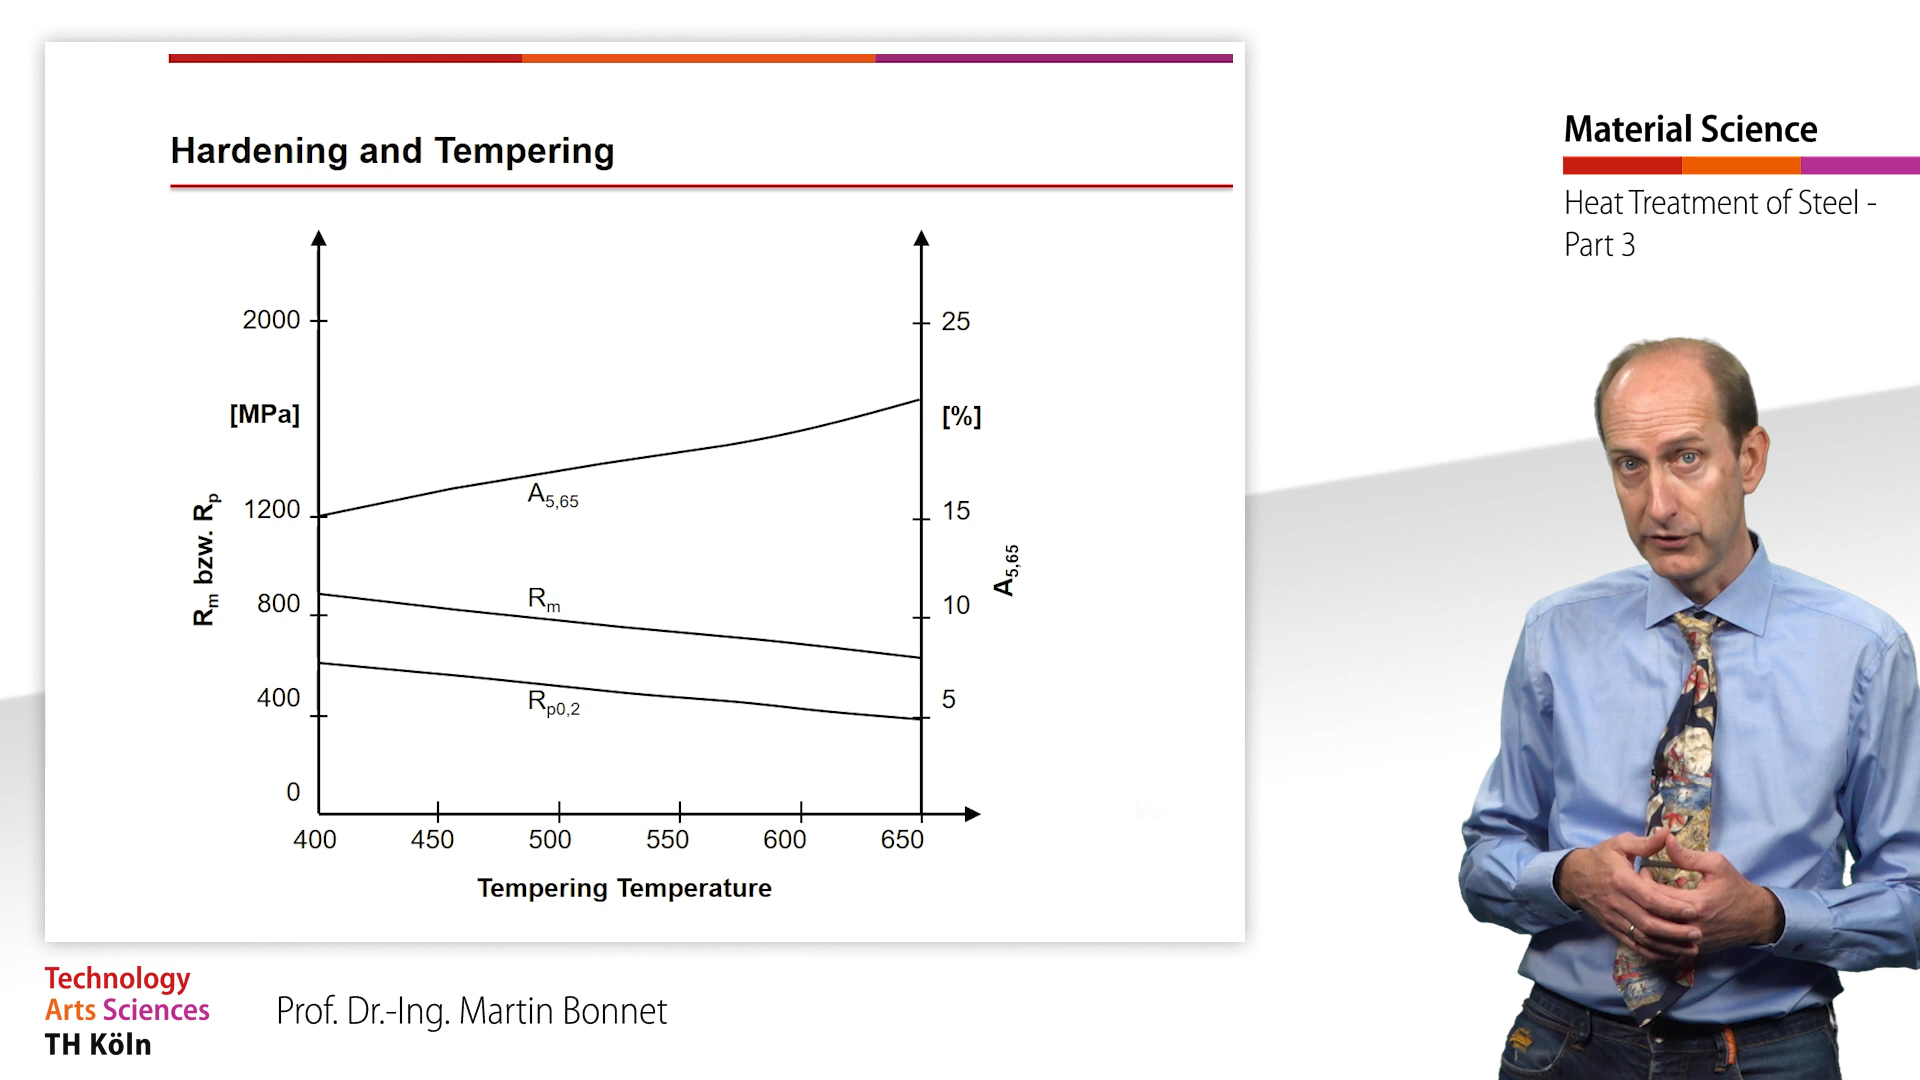 Hardening and Tempering
2000
25
[MPa]
[%]
A5,65
1200
15
Rm bzw. Rp
A5,65
Rm
800
10
Rp0,2
400
5
0
400 450 500 550 600 650
Tempering Temperature
Material Science
Heat Treatment of Steel -
Part 3
Technology
Arts Sciences
TH Köln
Prof. Dr.-Ing. Martin Bonnet